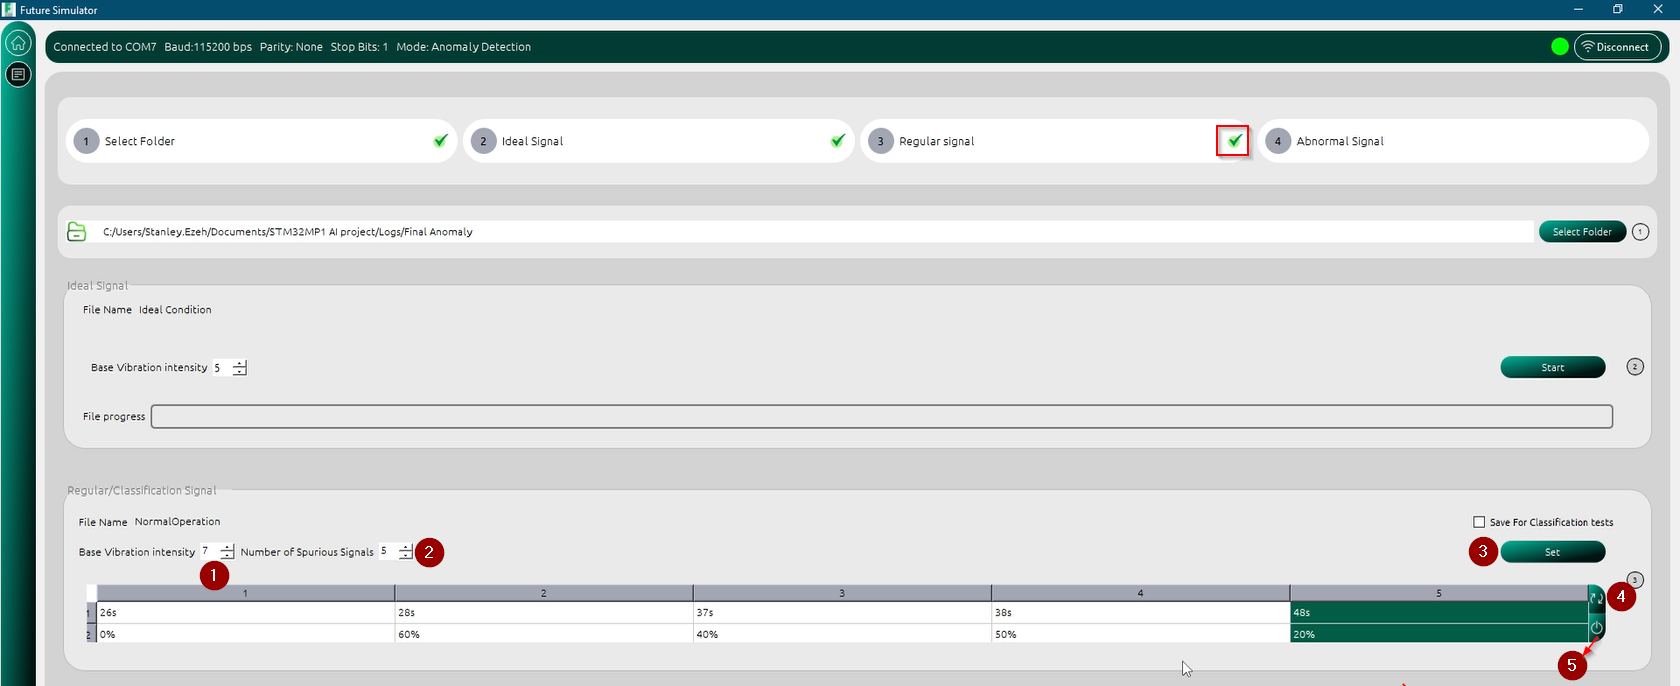 Future Simulator
Connected to COM7 Baud:115200 bps Parity: None Stop Bits: 1 Mode: Anomaly Detection
Disconnect
1 Select Folder
2 Ideal Signal
3 Regular signal
4 Abnormal Signal
C:/Users/Stanley.Ezeh/Documents/STM32MP1 AI project/Logs/Final Anomaly
Select Folder
1
Ideal Signal
File Name Ideal Condition
Base Vibration intensity 5
Start
2
File progress
Regular/Classification Signal
File Name NormalOperation
Save For Classification tests
Base Vibration intensity 7 Number of Spurious Signals 5
2
3
Set
1
3
1 2 3 4 5
4
1 26s 28s 37s 38s 48s
2 0% 60% 40% 50% 20%
5